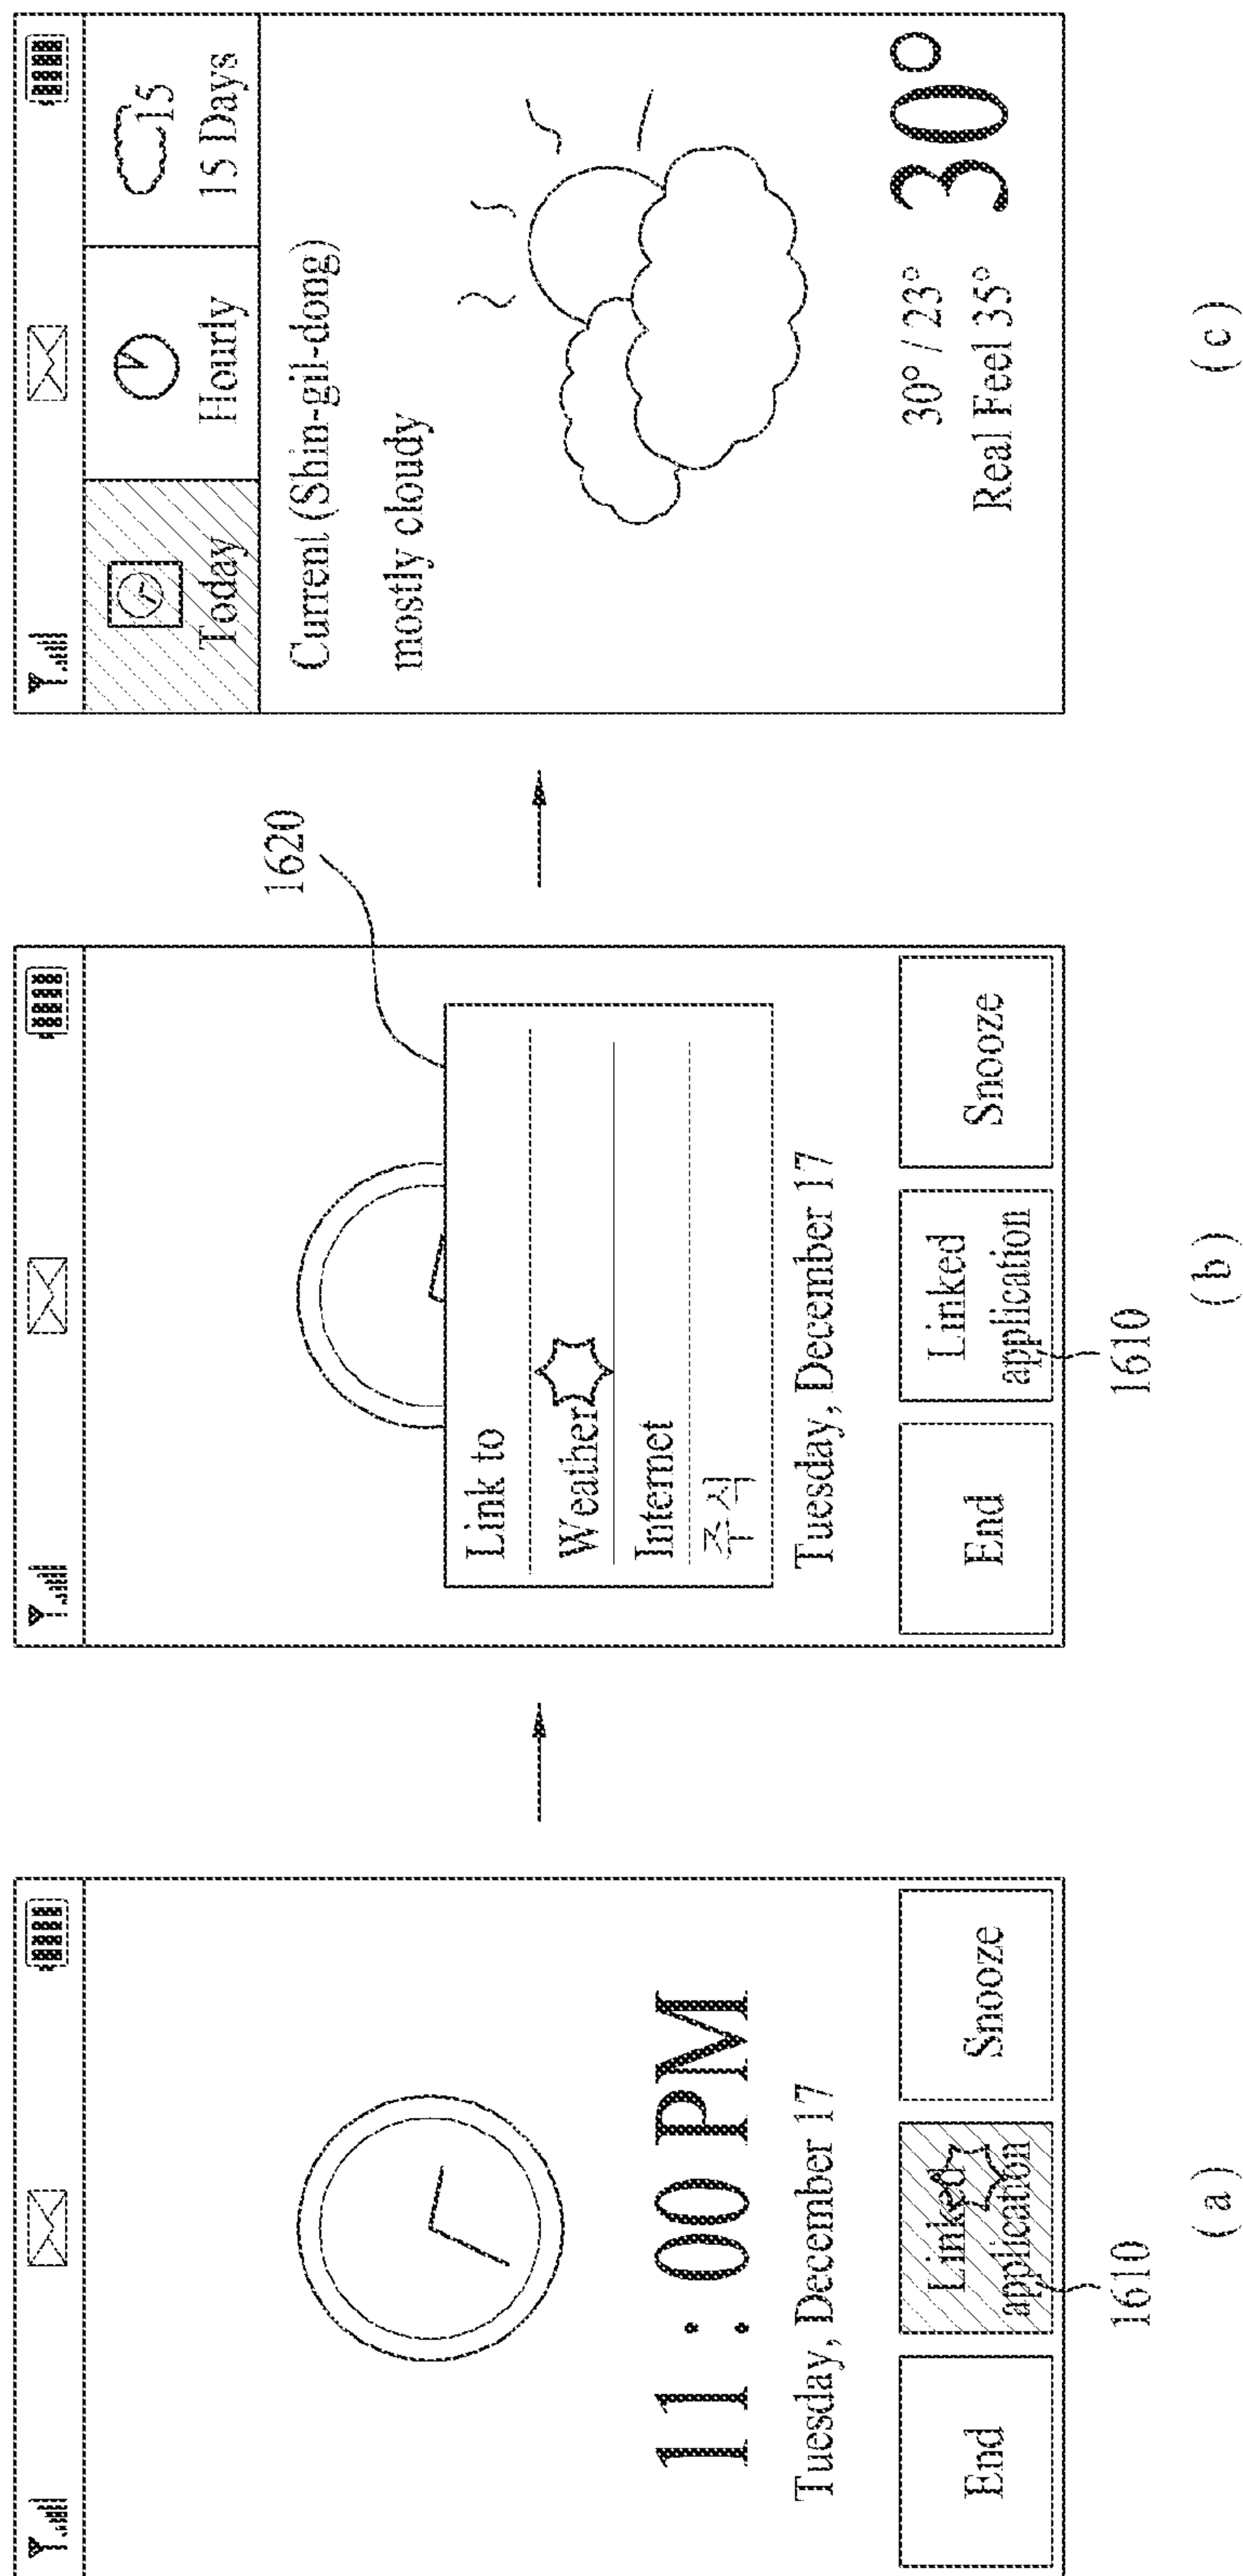 11 : 00 PM
Tuesday, December 17
End
Linked
application
Snooze
1610
(a)
1620
Link to
Weather
Internet
주식
Tuesday, December 17
End
Linked
application
Snooze
1610
(b)
Today
Hourly
15
15 Days
Current (Shin-gil-dong)
mostly cloudy
30° / 23°
30°
Real Feel 35°
(c)